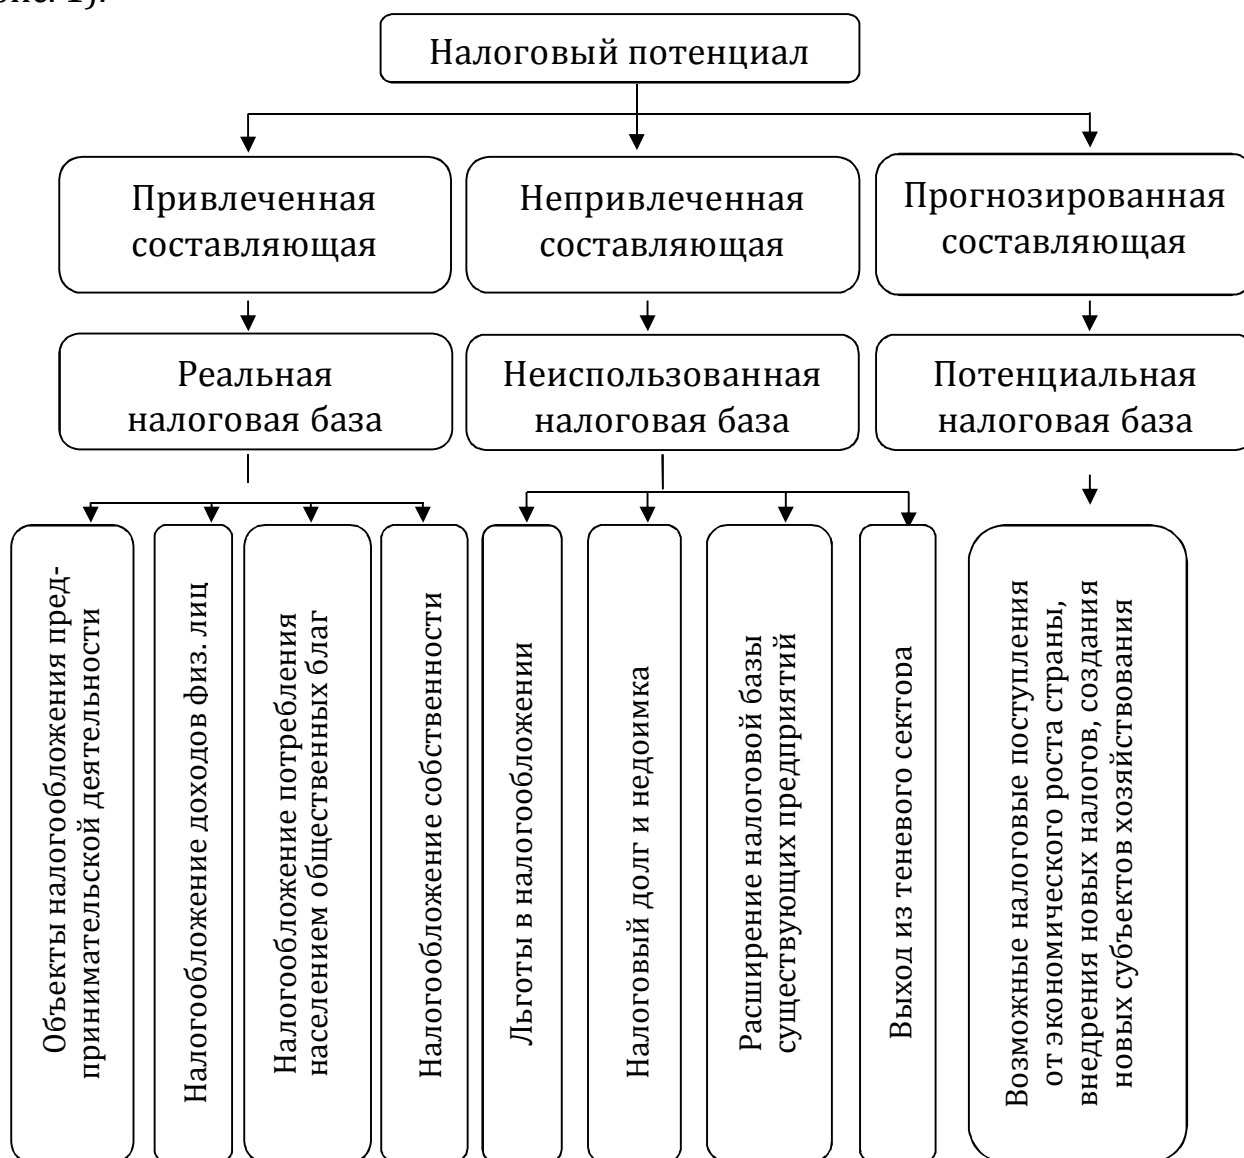 рис. 1).
Налоговый потенциал
Привлеченная
составляющая
Непривлеченная
составляющая
Прогнозированная
составляющая
Реальная
налоговая база
Неиспользованная
налоговая база
Потенциальная
налоговая база
Объекты налогообложения пред-
принимательской деятельности
Налогообложение доходов физ. лиц
Налогообложение потребления
населением общественных благ
Налогообложение собственности
Льготы в налогообложении
Налоговый долг и недоимка
Расширение налоговой базы
существующих предприятий
Выход из теневого сектора
Возможные налоговые поступления
от экономического роста страны,
внедрения новых налогов, создания
новых субъектов хозяйствования